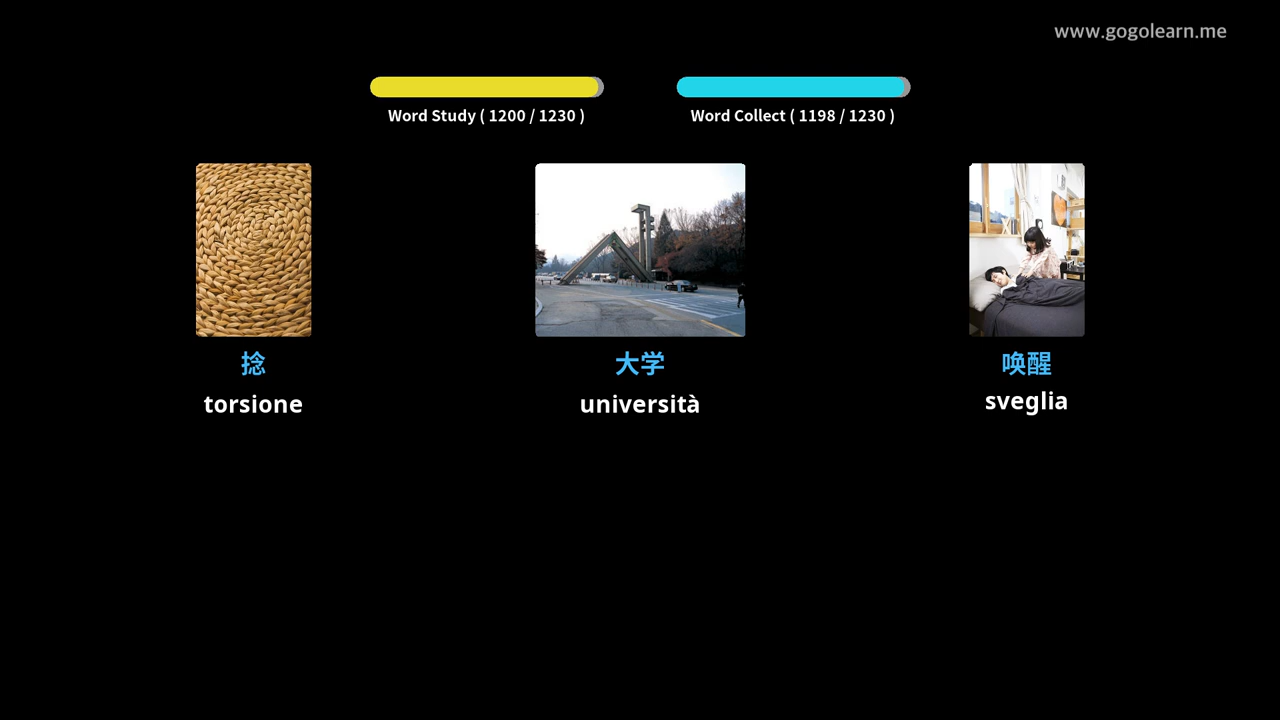 www.gogolearn.me
Word Study ( 1200 / 1230 )
Word Collect ( 1198 / 1230 )
捻
大学
唤醒
torsione
università
sveglia